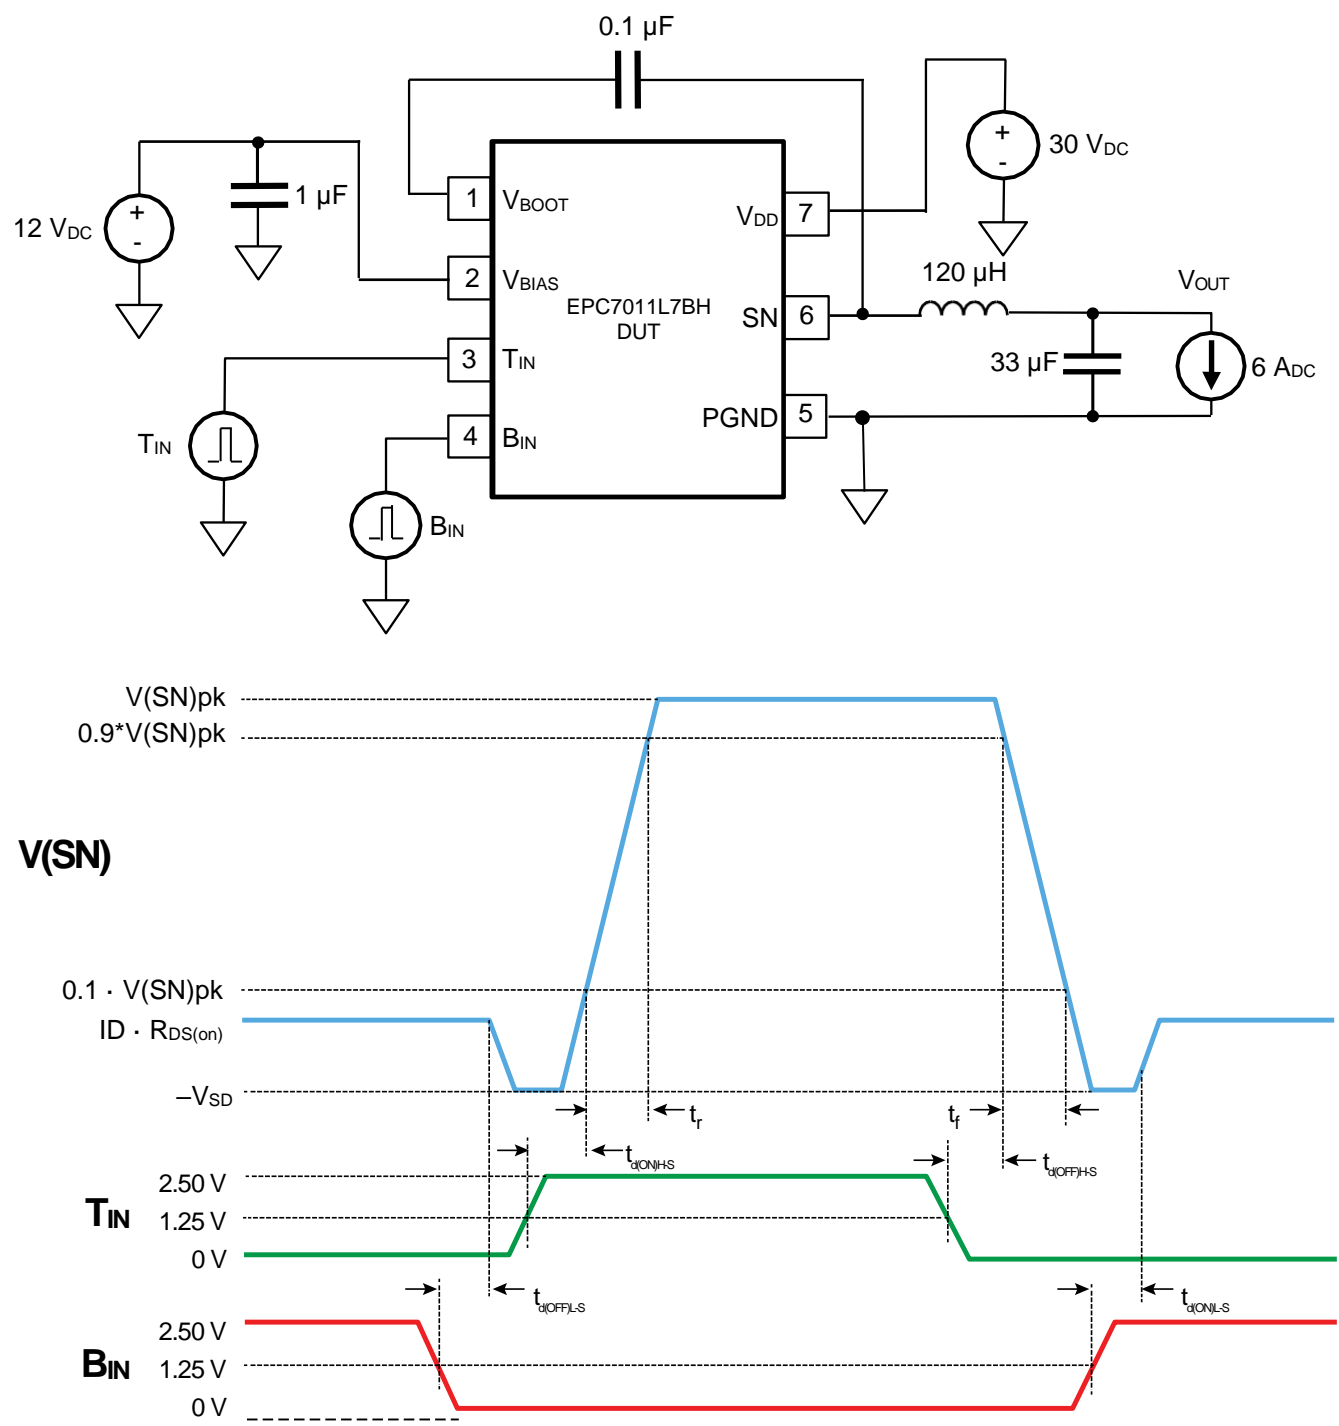 0.1 µF
12 VDC
+
-
1 µF
1
VBOOT
2
VBIAS
3
TIN
4
BIN
EPC7011L7BH
DUT
VDD
7
SN
6
PGND
5
+
-
30 VDC
120 µH
VOUT
33 µF
6 ADC
TIN
BIN
V(SN)pk
0.9*V(SN)pk
V(SN)
0.1 · V(SN)pk
ID · RDS(on)
–VSD
tr
tf
td(ON)H-S
td(OFF)H-S
TIN
2.50 V
1.25 V
0 V
td(OFF)L-S
td(ON)L-S
BIN
2.50 V
1.25 V
0 V